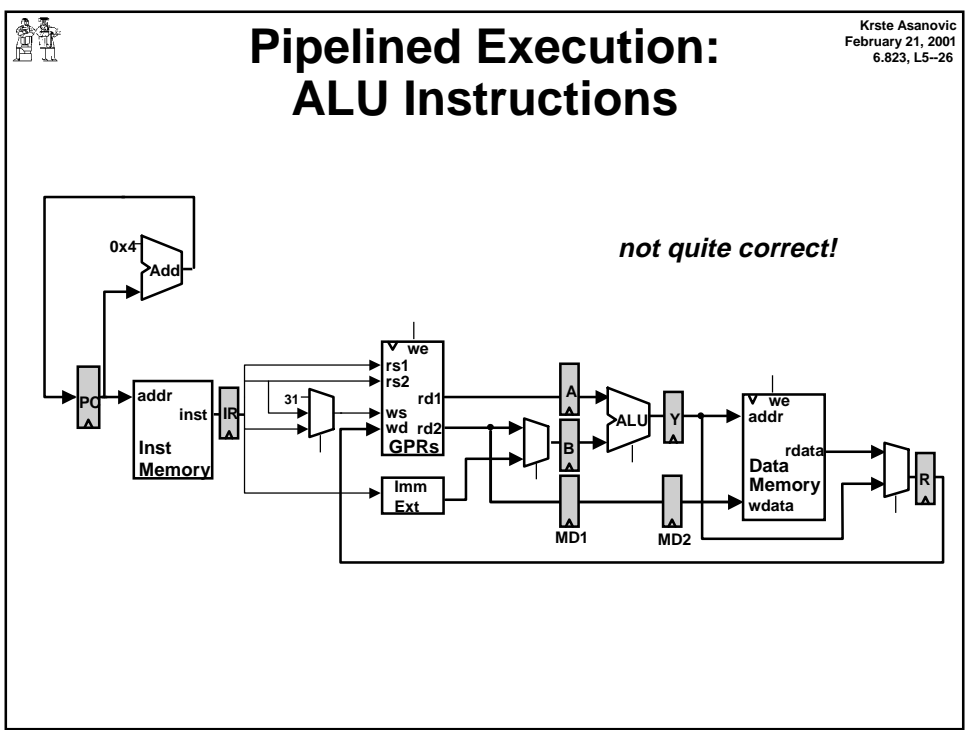 Pipelined Execution:
ALU Instructions
Krste Asanovic
February 21, 2001
6.823, L5--26
not quite correct!
0x4
Add
PC
addr
inst
Inst
Memory
IR
31
we
rs1
rs2
rd1
ws
wd rd2
GPRs
Imm
Ext
A
B
MD1
ALU
Y
MD2
we
addr
rdata
Data
Memory
wdata
R